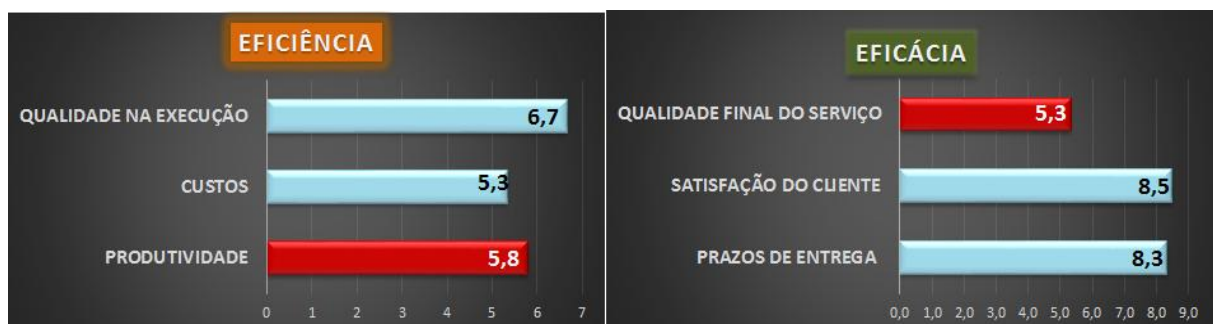 EFICIÊNCIA
QUALIDADE NA EXECUÇÃO 6,7
CUSTOS 5,3
PRODUTIVIDADE 5,8
0 1 2 3 4 5 6 7
EFICÁCIA
QUALIDADE FINAL DO SERVIÇO 5,3
SATISFAÇÃO DO CLIENTE 8,5
PRAZOS DE ENTREGA 8,3
0,0 1,0 2,0 3,0 4,0 5,0 6,0 7,0 8,0 9,0